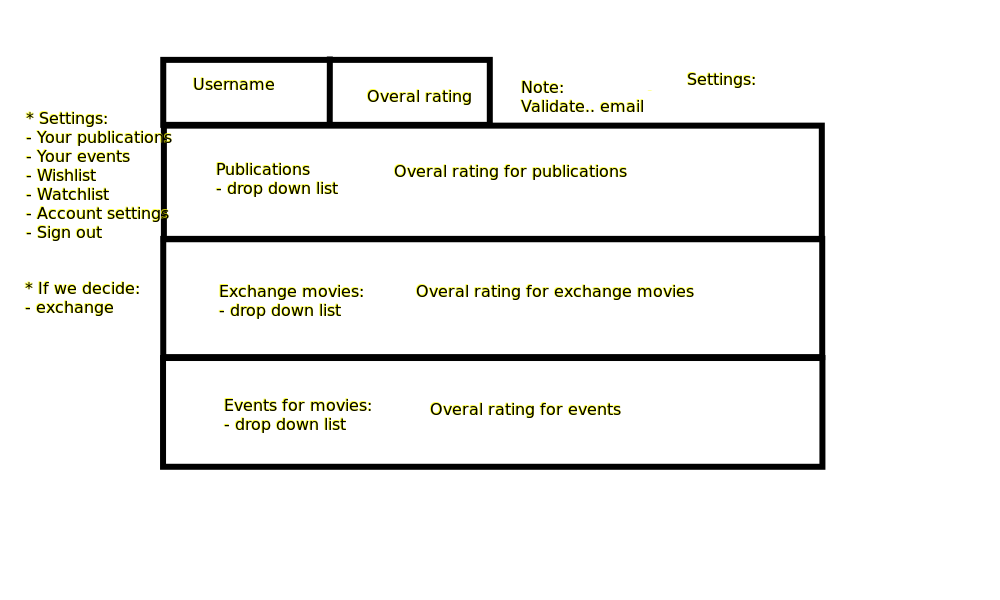 Username
Overal rating
Note:
Validate.. email
Settings:
* Settings:
- Your publications
- Your events
- Wishlist
- Watchlist
- Account settings
- Sign out
* If we decide:
- exchange
Publications
- drop down list
Overal rating for publications
Exchange movies:
- drop down list
Overal rating for exchange movies
Events for movies:
- drop down list
Overal rating for events